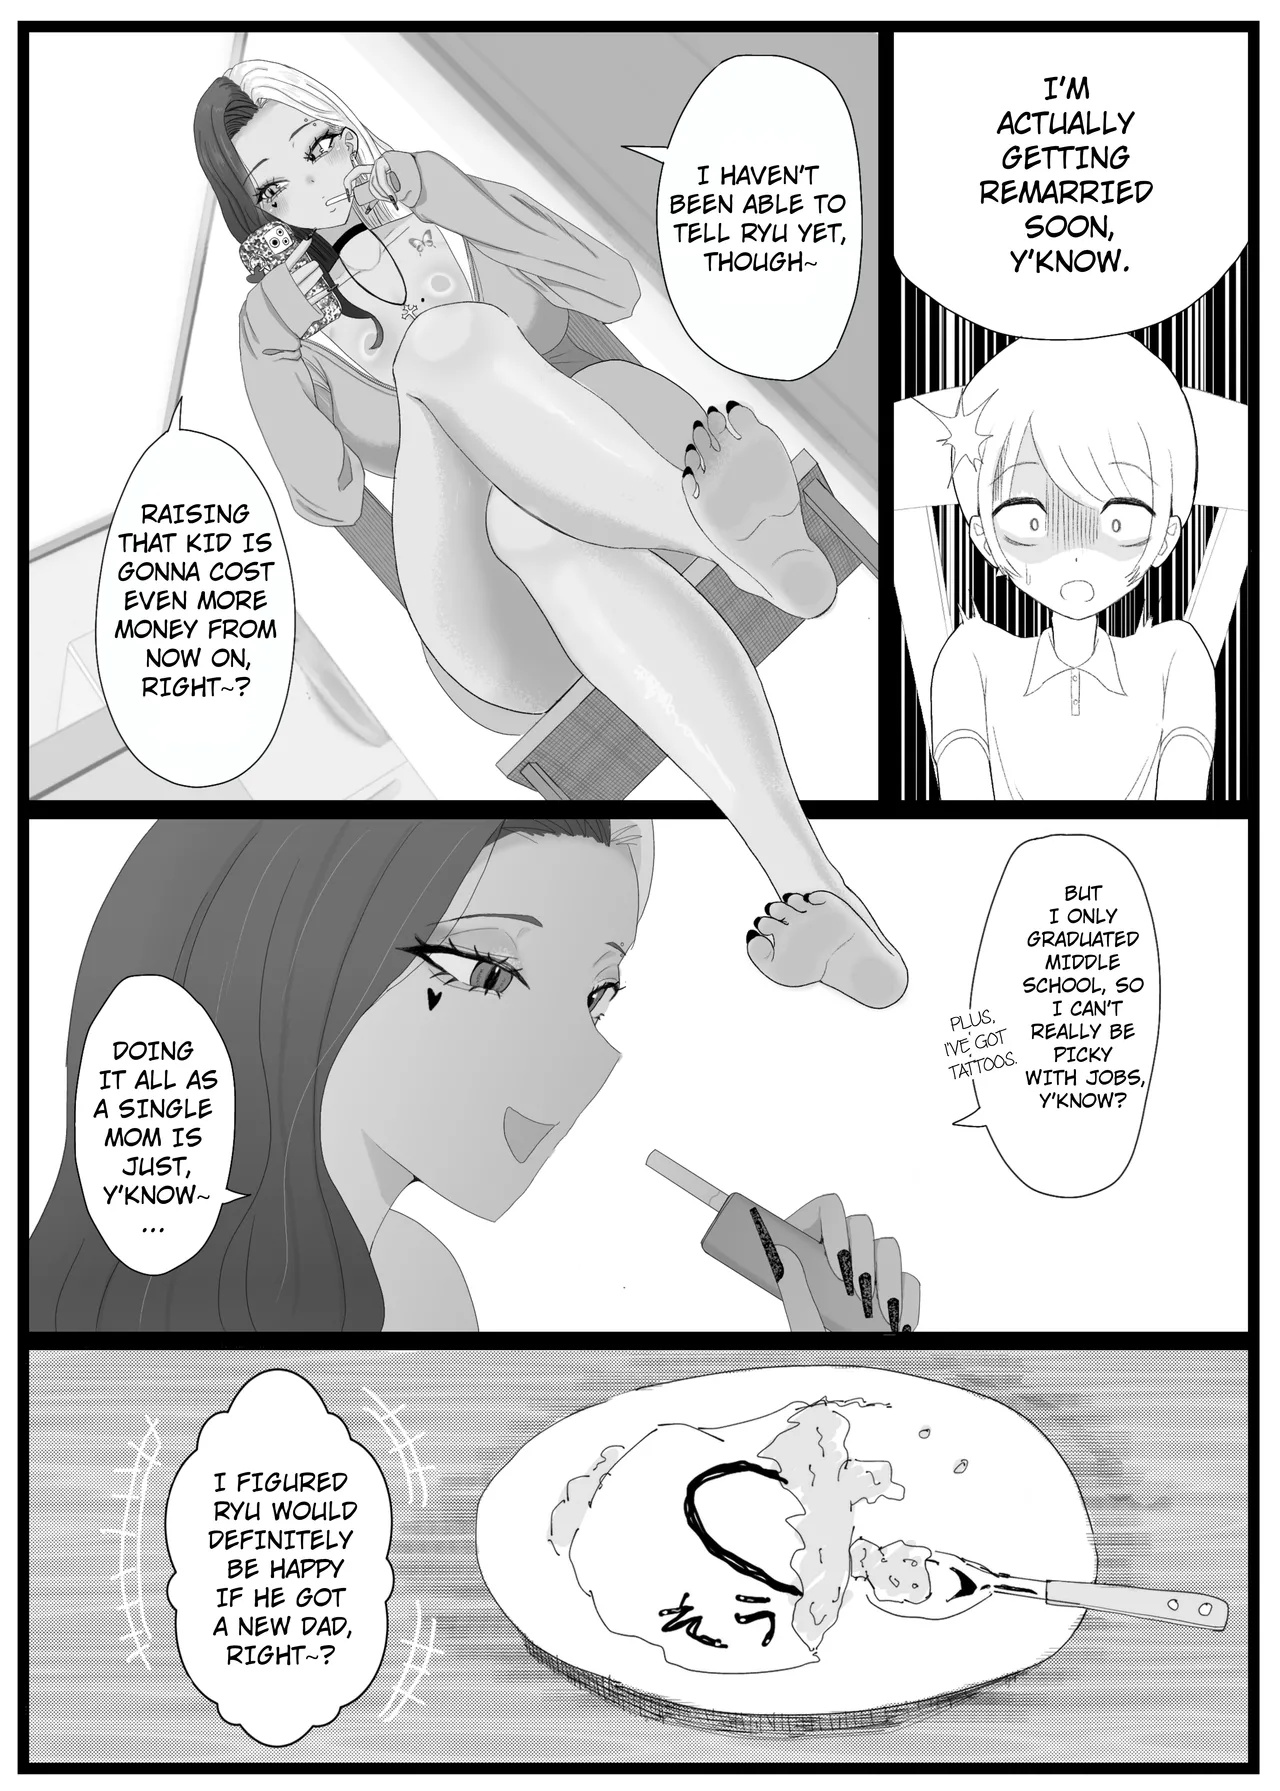 I'M
ACTUALLY
GETTING
REMARRIED
SOON,
Y'KNOW.
I HAVEN'T
BEEN ABLE TO
TELL RYU YET,
THOUGH~
RAISING
THAT KID IS
GONNA COST
EVEN MORE
MONEY FROM
NOW ON,
RIGHT~?
BUT
I ONLY
GRADUATED
MIDDLE
SCHOOL, SO
I CAN'T
REALLY BE
PICKY
WITH JOBS,
Y'KNOW?
PLUS,
I'VE GOT
TATTOOS.
DOING
IT ALL AS
A SINGLE
MOM IS
JUST,
Y'KNOW~
...
I FIGURED
RYU WOULD
DEFINITELY
BE HAPPY
IF HE GOT
A NEW DAD,
RIGHT~?